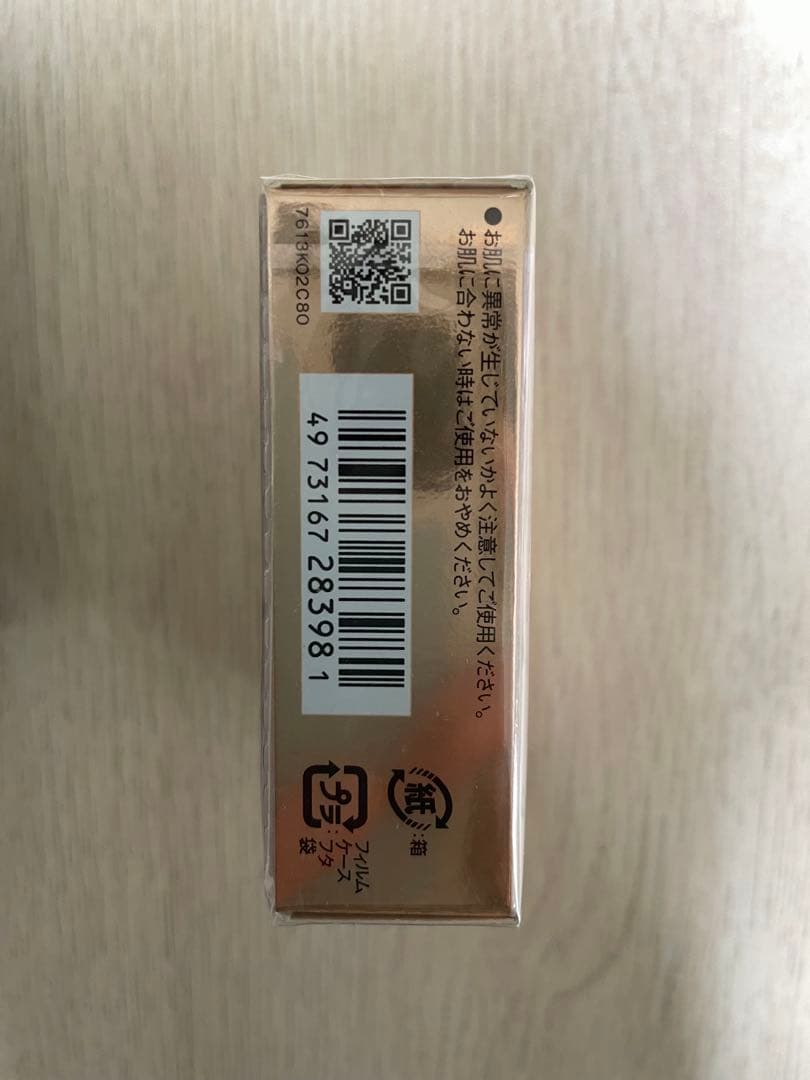 ●お肌に異常が生じていないかよく注意してご使用ください。
お肌に合わない時はご使用をおやめください。
7613K02C80
49 73167 283981
紙:箱
プラ:フィルム
ケース
フタ
袋